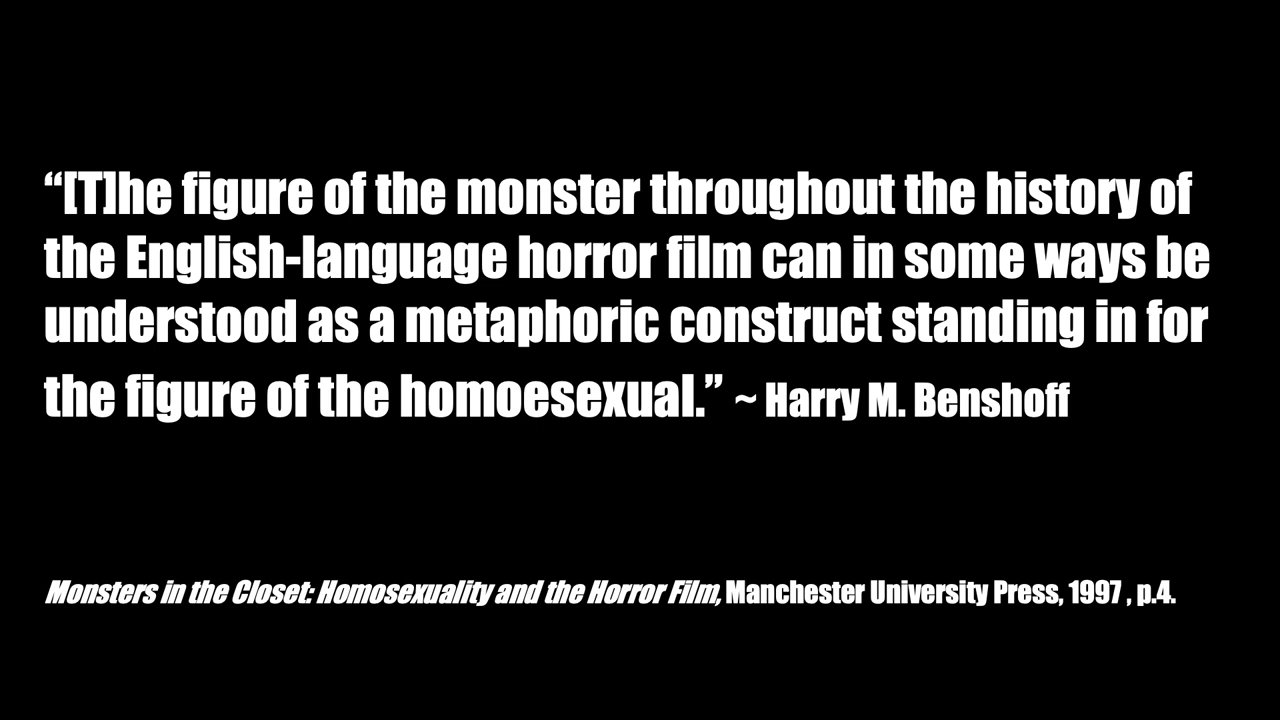 “[T]he figure of the monster throughout the history of
the English-language horror film can in some ways be
understood as a metaphoric construct standing in for
the figure of the homoesexual.” ~ Harry M. Benshoff
Monsters in the Closet: Homosexuality and the Horror Film, Manchester University Press, 1997 , p.4.